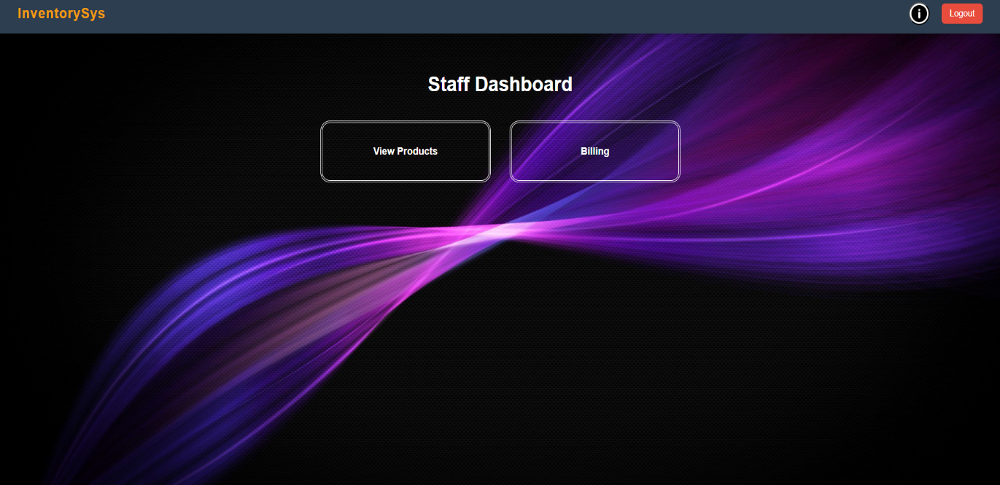 InventorySys
i
Logout
Staff Dashboard
View Products
Billing